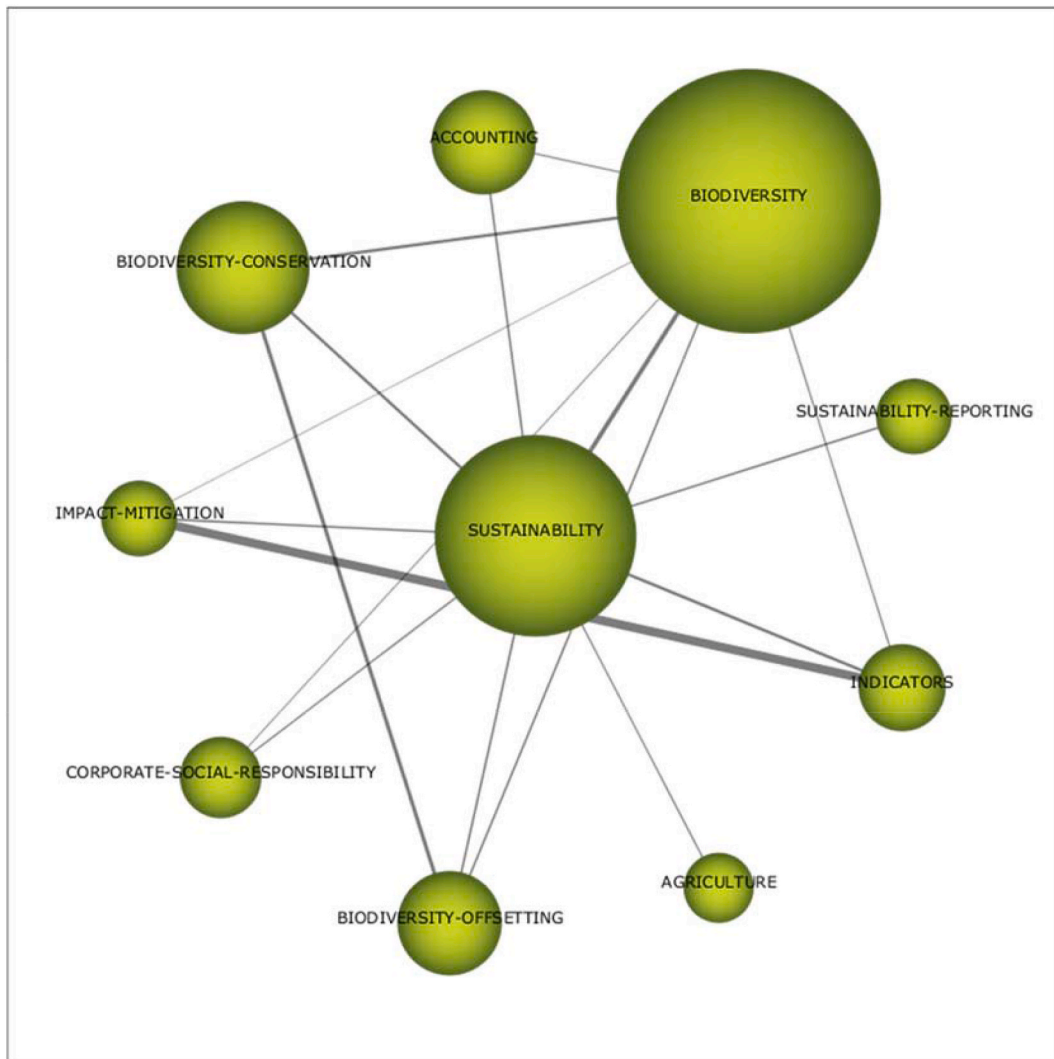 ACCOUNTING
BIODIVERSITY
BIODIVERSITY-CONSERVATION
SUSTAINABILITY-REPORTING
IMPACT-MITIGATION
SUSTAINABILITY
INDICATORS
CORPORATE-SOCIAL-RESPONSIBILITY
AGRICULTURE
BIODIVERSITY-OFFSETTING